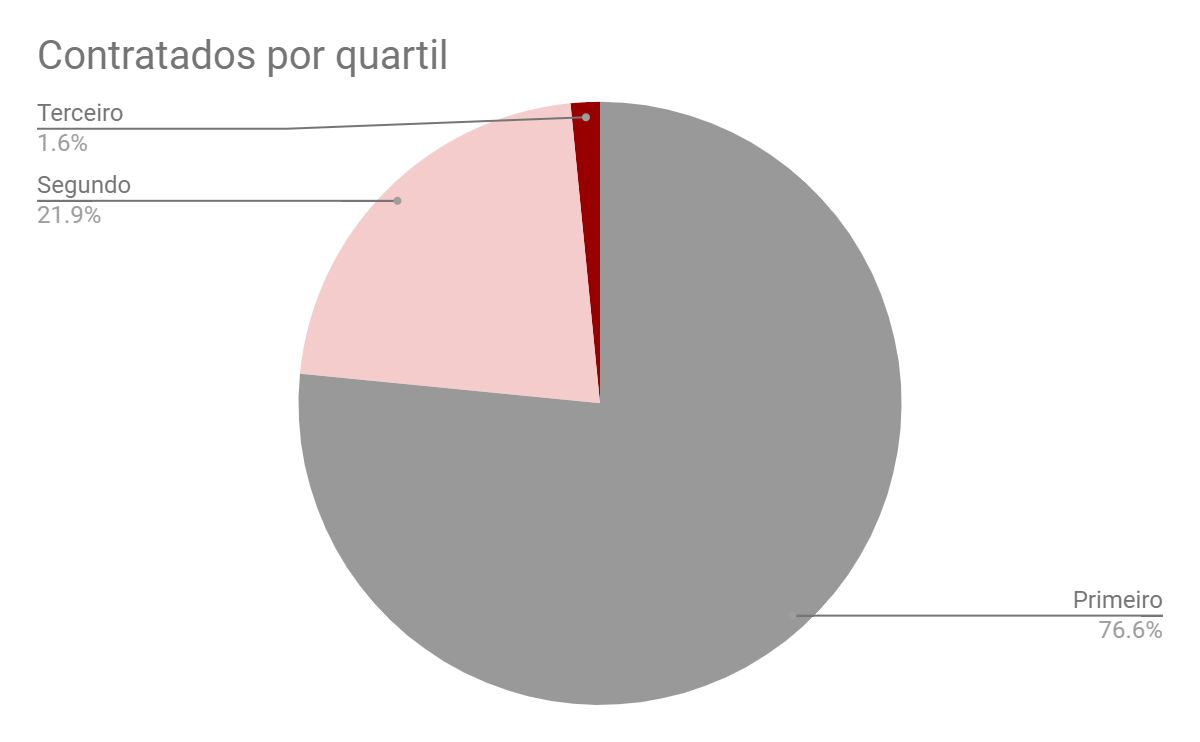 Contratados por quartil
Terceiro
1.6%
Segundo
21.9%
Primeiro
76.6%